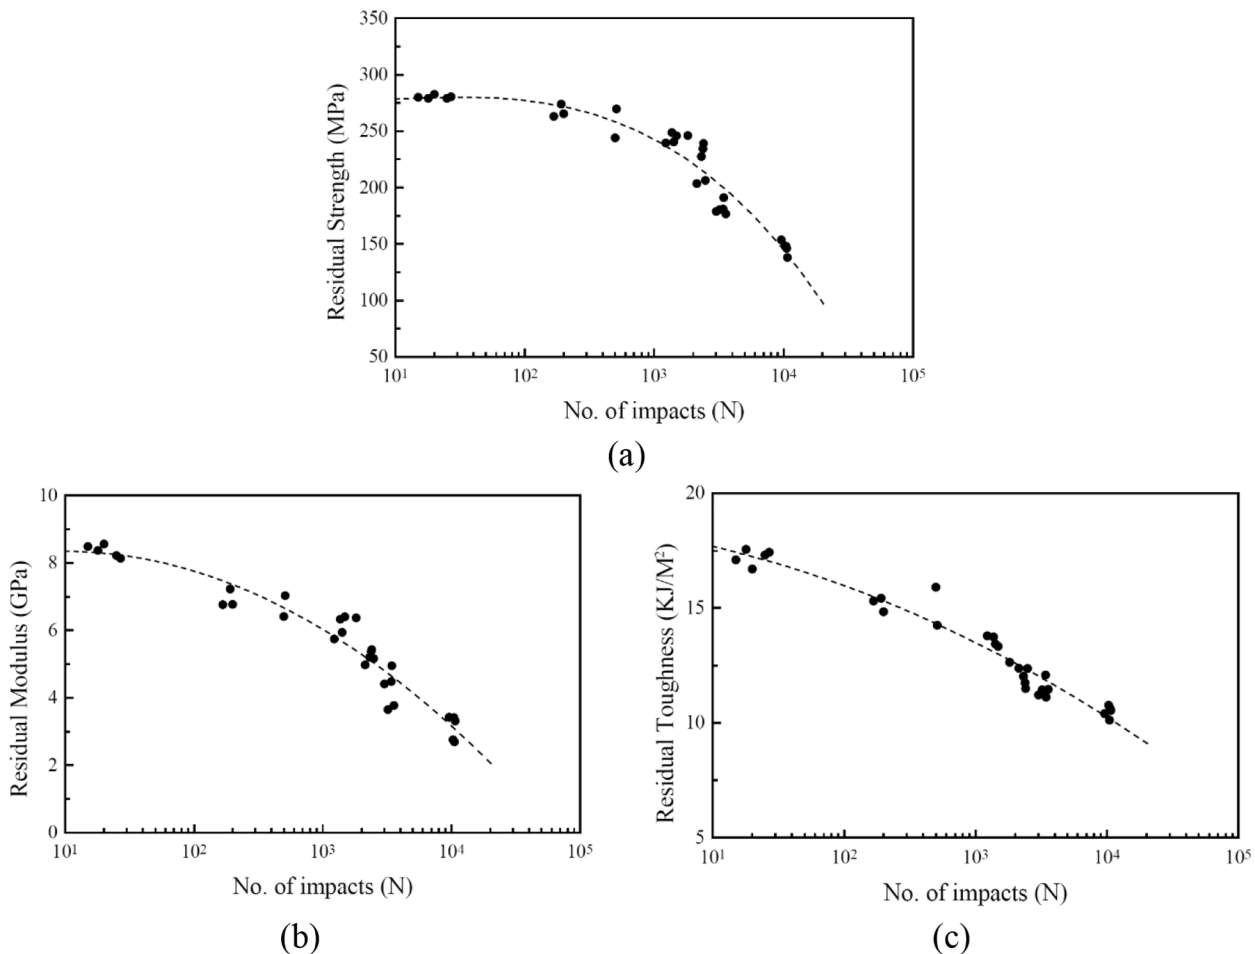 350
300
250
200
150
100
50
Residual Strength (MPa)
10¹ 10² 10³ 10⁴ 10⁵
No. of impacts (N)
(a)
10
8
6
4
2
0
Residual Modulus (GPa)
10¹ 10² 10³ 10⁴ 10⁵
No. of impacts (N)
(b)
20
15
10
5
Residual Toughness (KJ/M²)
10¹ 10² 10³ 10⁴ 10⁵
No. of impacts (N)
(c)